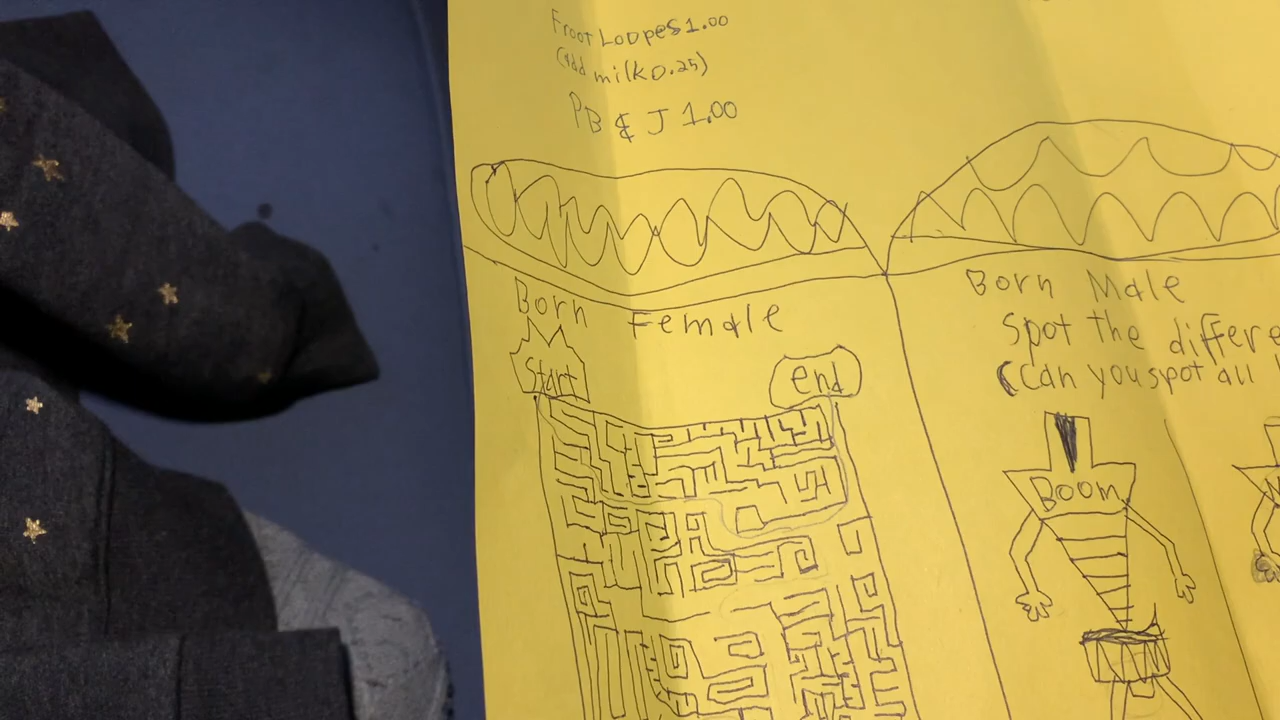 Froot Loopes 1.00
(add milk 0.25)
PB & J 1.00
Born Female
Start
end
Born Male
Spot the differe
(Can you spot all
Boom